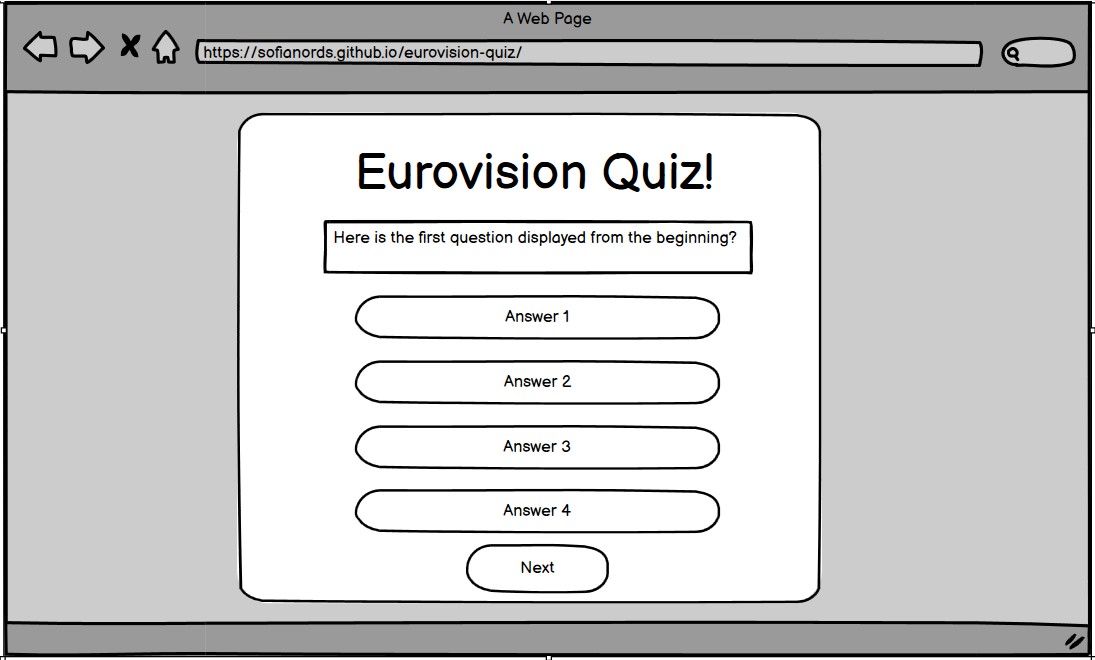 A Web Page
https://sofianords.github.io/eurovision-quiz/
Eurovision Quiz!
Here is the first question displayed from the beginning?
Answer 1
Answer 2
Answer 3
Answer 4
Next